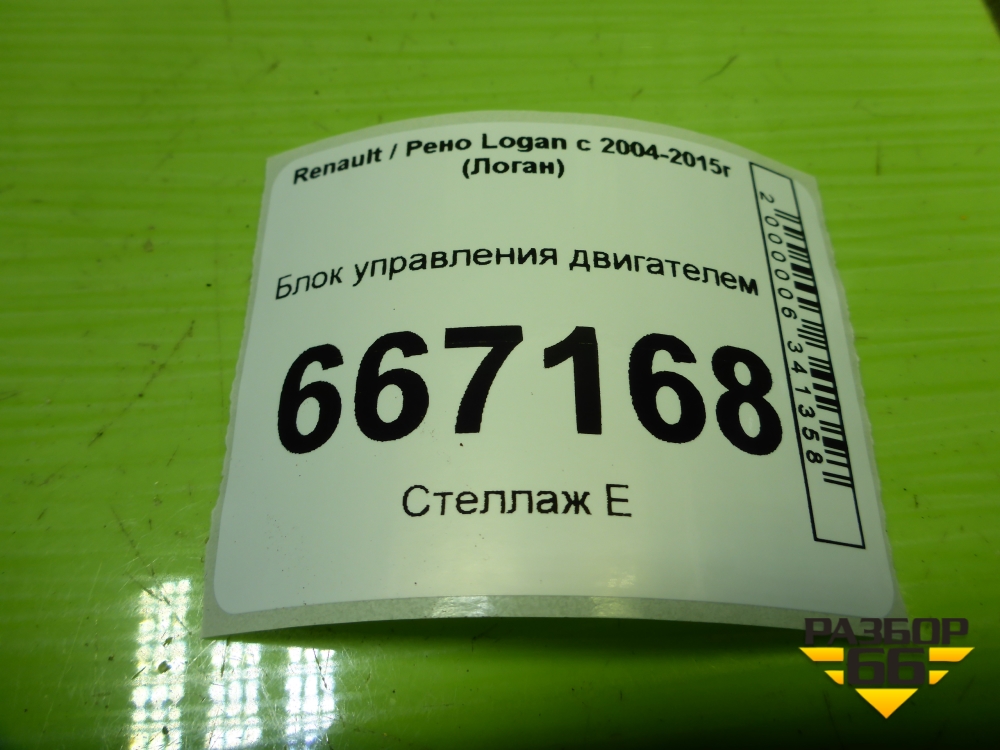 Renault / Рено Logan с 2004-2015г
(Логан)
Блок управления двигателем
667168
Стеллаж Е
2000006341358
РАЗБОР
66